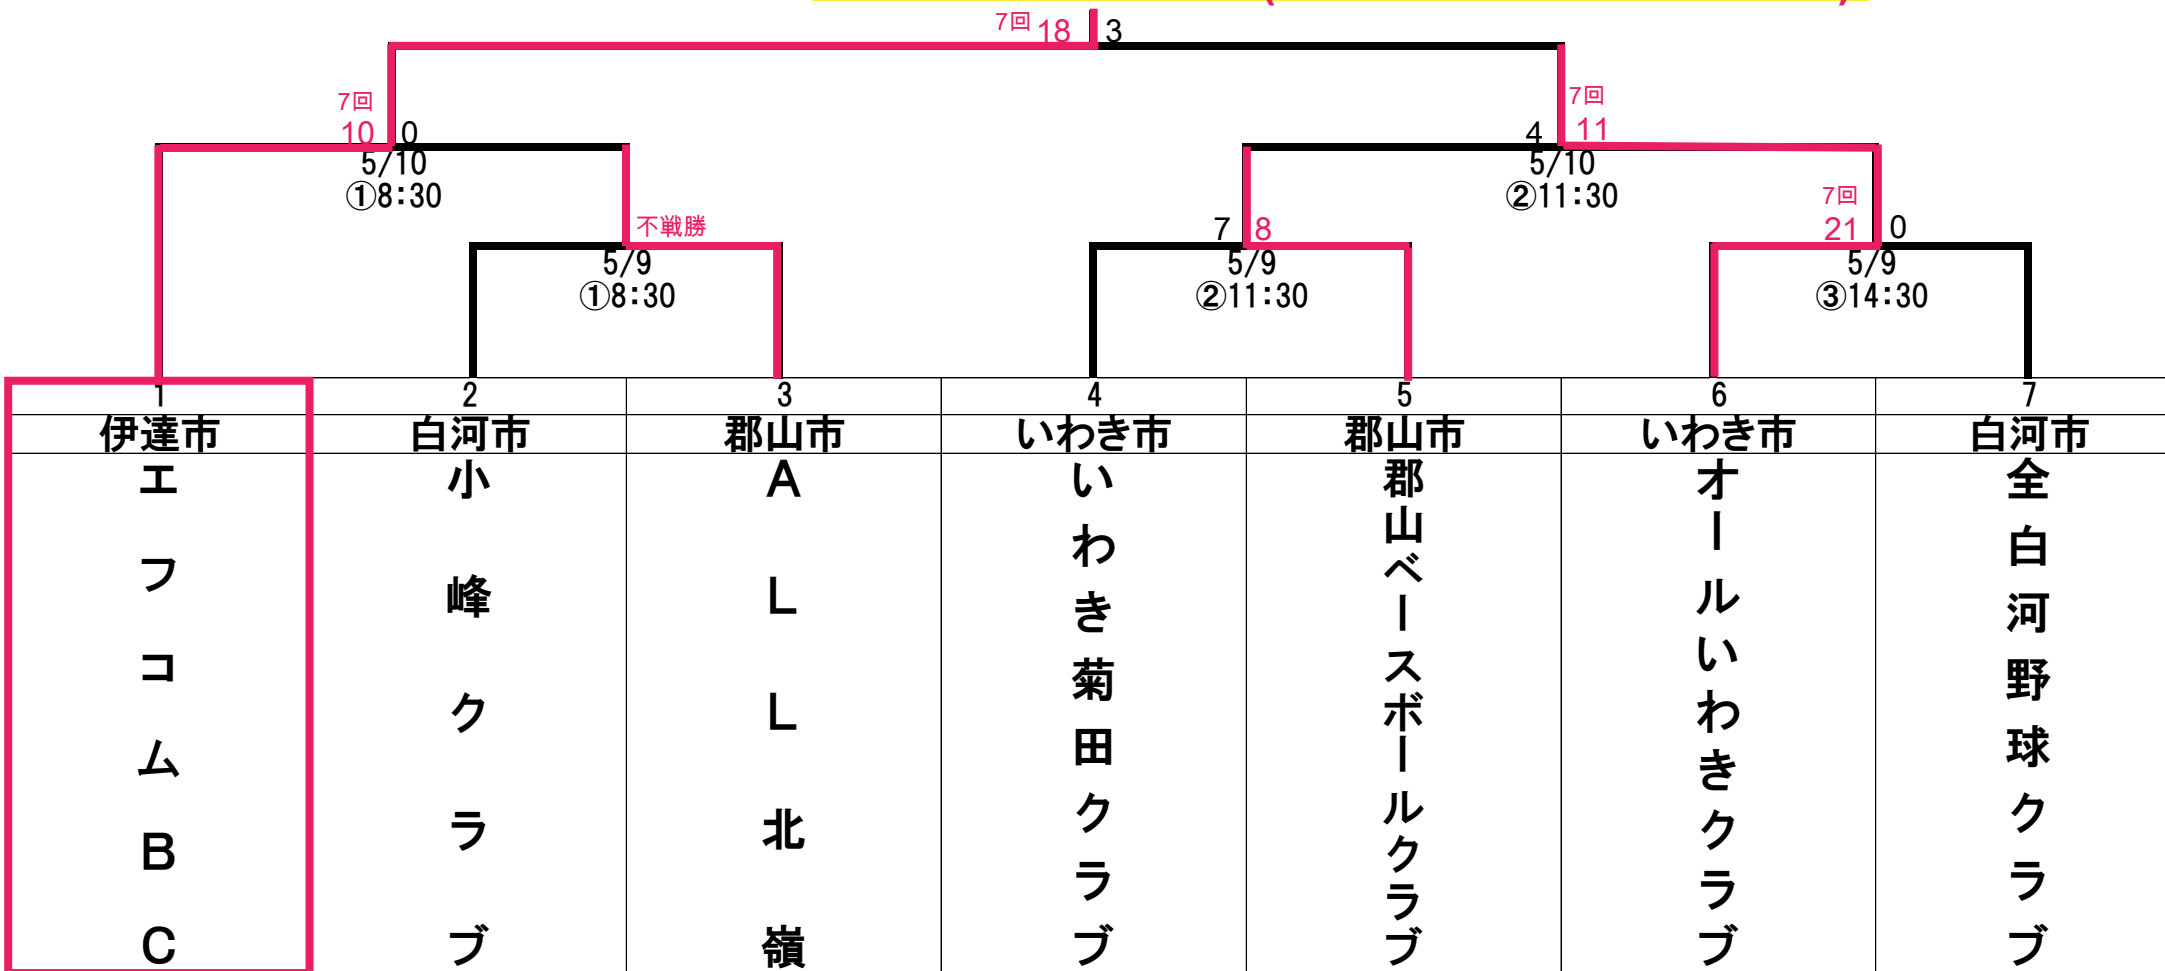 7回 18 3
7回 7回
10 0 4 11
5/10 5/10
①8:30 ②11:30
7回
不戦勝 7 8 21 0
5/9 5/9 5/9
①8:30 ②11:30 ③14:30
1 2 3 4 5 6 7
伊達市 白河市 郡山市 いわき市 郡山市 いわき市 白河市
エフコムBC
小峰クラブ
ALL北嶺
いわき菊田クラブ
郡山ベースボールクラブ
オールいわきクラブ
全白河野球クラブ